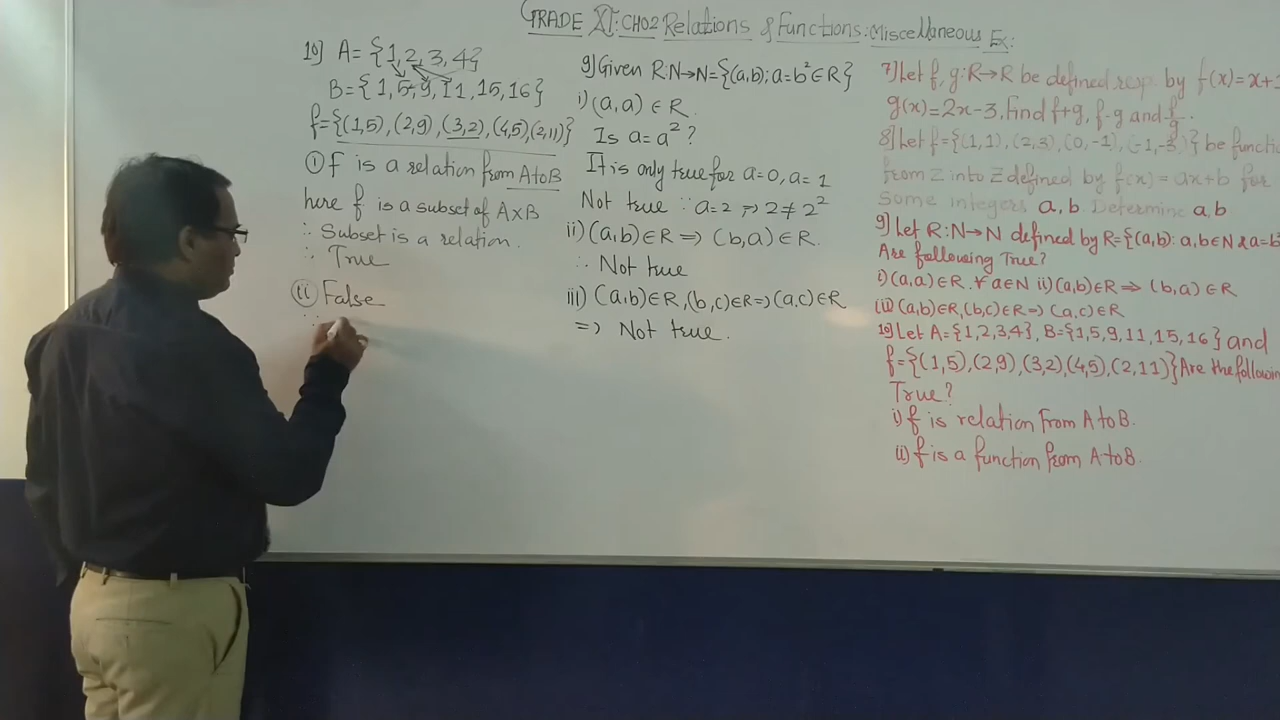 GRADE XI: CH02 Relations & Functions: Miscellaneous Ex:
10] A = {1, 2, 3, 4}
B = {1, 5, 9, 11, 15, 16}
f = {(1,5), (2,9), (3,2), (4,5), (2,11)}
① f is a relation from A to B
here f is a subset of A×B
∴ Subset is a relation.
∴ True
(ii) False
∵
9) Given R: N→N = {(a,b); a=b² ∈ R}
i) (a,a) ∈ R.
Is a = a² ?
It is only true for a=0, a=1
Not true ∵ a=2 ⇒ 2 ≠ 2²
ii) (a,b) ∈ R ⇒ (b,a) ∈ R.
∴ Not true
iii) (a,b) ∈ R, (b,c) ∈ R ⇒ (a,c) ∈ R
⇒ Not true.
7) Let f, g: R→R be defined resp. by f(x) = x+
g(x) = 2x-3, Find f+g, f-g and f/g.
8) Let f = {(1,1), (2,3), (0,-1), (-1,-3)} be functi
from Z into Z defined by f(x) = ax+b for
some integers a, b. Determine a, b
9) Let R: N→N defined by R = {(a,b): a,b∈N & a=b²
Are following True?
i) (a,a) ∈ R, ∀ a∈N ii) (a,b) ∈ R ⇒ (b,a) ∈ R
(iii) (a,b) ∈ R, (b,c) ∈ R ⇒ (a,c) ∈ R
10) Let A = {1,2,3,4}, B = {1,5,9,11,15,16} and
f = {(1,5), (2,9), (3,2), (4,5), (2,11)} Are the followin
True?
i) f is relation from A to B.
(ii) f is a function from A to B.